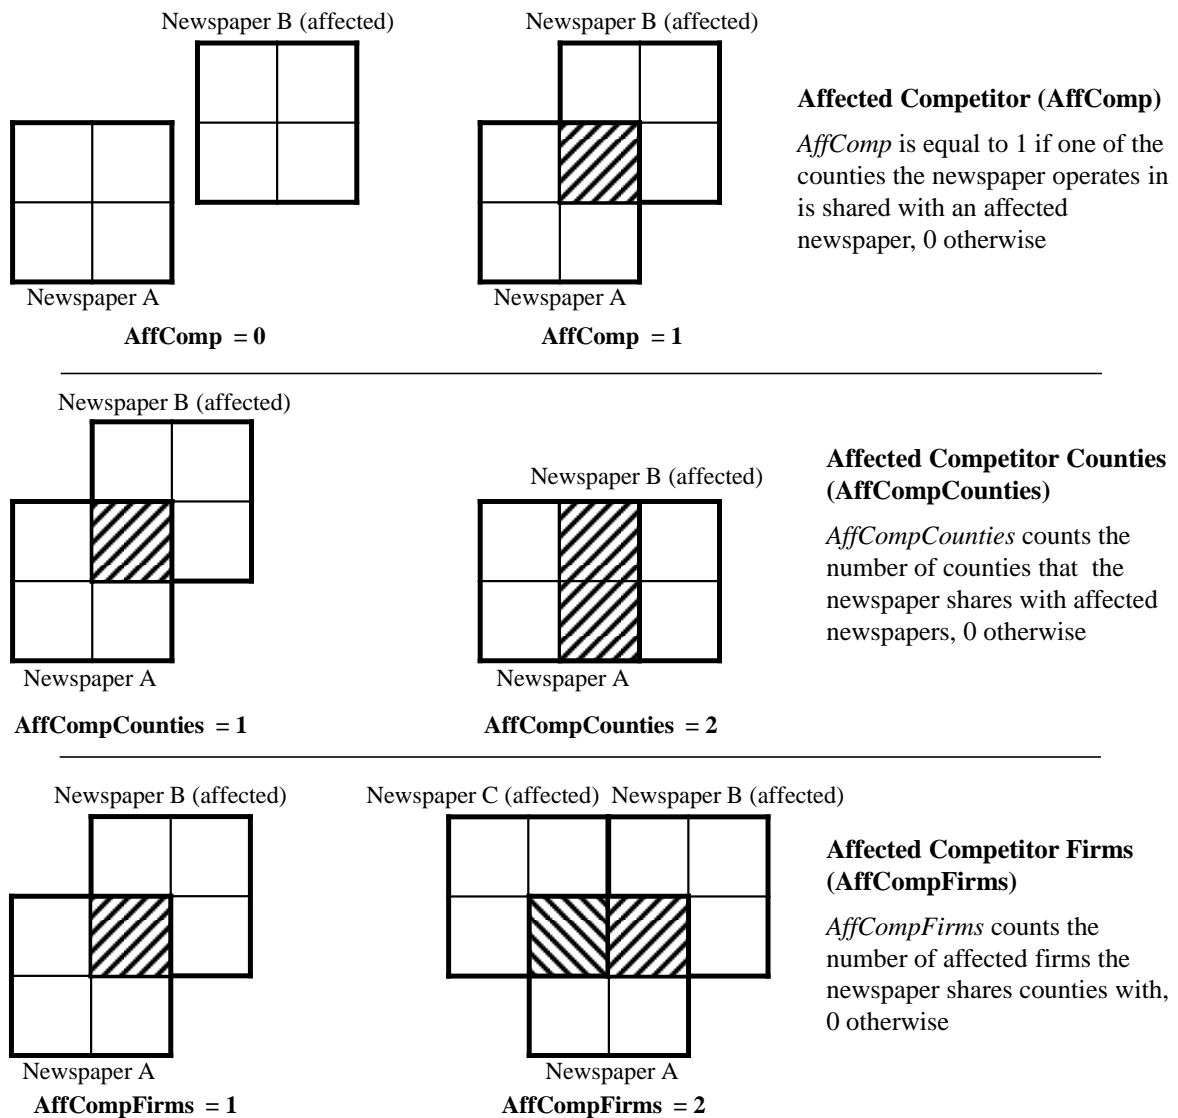 Newspaper B (affected)
Newspaper B (affected)
Newspaper A
Newspaper A
AffComp = 0
AffComp = 1
Affected Competitor (AffComp)
AffComp is equal to 1 if one of the
counties the newspaper operates in
is shared with an affected
newspaper, 0 otherwise
Newspaper B (affected)
Newspaper B (affected)
Newspaper A
Newspaper A
AffCompCounties = 1
AffCompCounties = 2
Affected Competitor Counties
(AffCompCounties)
AffCompCounties counts the
number of counties that the
newspaper shares with affected
newspapers, 0 otherwise
Newspaper B (affected)
Newspaper C (affected) Newspaper B (affected)
Newspaper A
Newspaper A
AffCompFirms = 1
AffCompFirms = 2
Affected Competitor Firms
(AffCompFirms)
AffCompFirms counts the
number of affected firms the
newspaper shares counties with,
0 otherwise